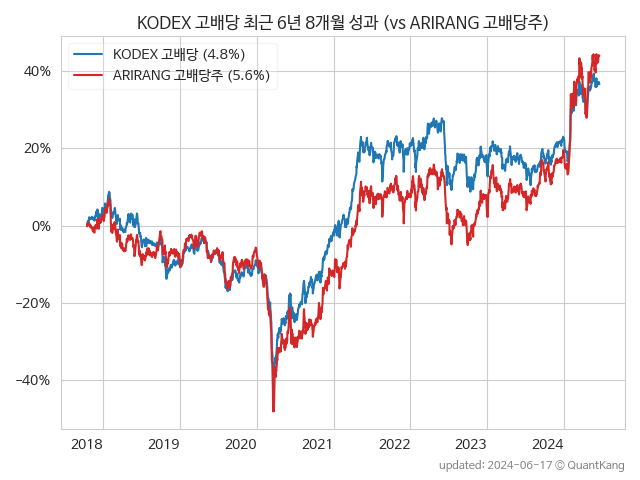 KODEX 고배당 최근 6년 8개월 성과 (vs ARIRANG 고배당주)
KODEX 고배당 (4.8%)
ARIRANG 고배당주 (5.6%)
40%
20%
0%
−20%
−40%
2018 2019 2020 2021 2022 2023 2024
updated: 2024-06-17 © QuantKang